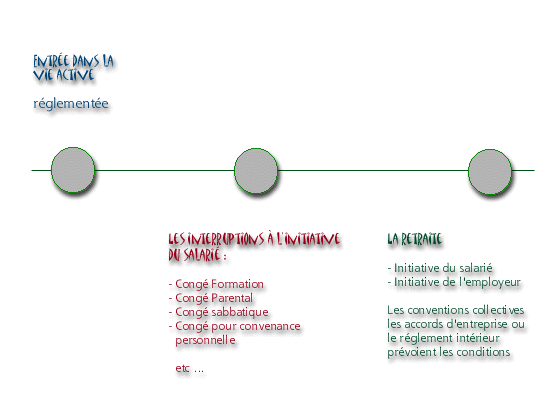 ENTRÉE DANS LA
VIE ACTIVE
réglementée
LES INTERRUPTIONS À L'INITIATIVE
DU SALARIÉ :
- Congé Formation
- Congé Parental
- Congé sabbatique
- Congé pour convenance
personnelle
etc ...
LA RETRAITE
- Initiative du salarié
- Initiative de l'employeur
Les conventions collectives
les accords d'entreprise ou
le réglement intérieur
prévoient les conditions